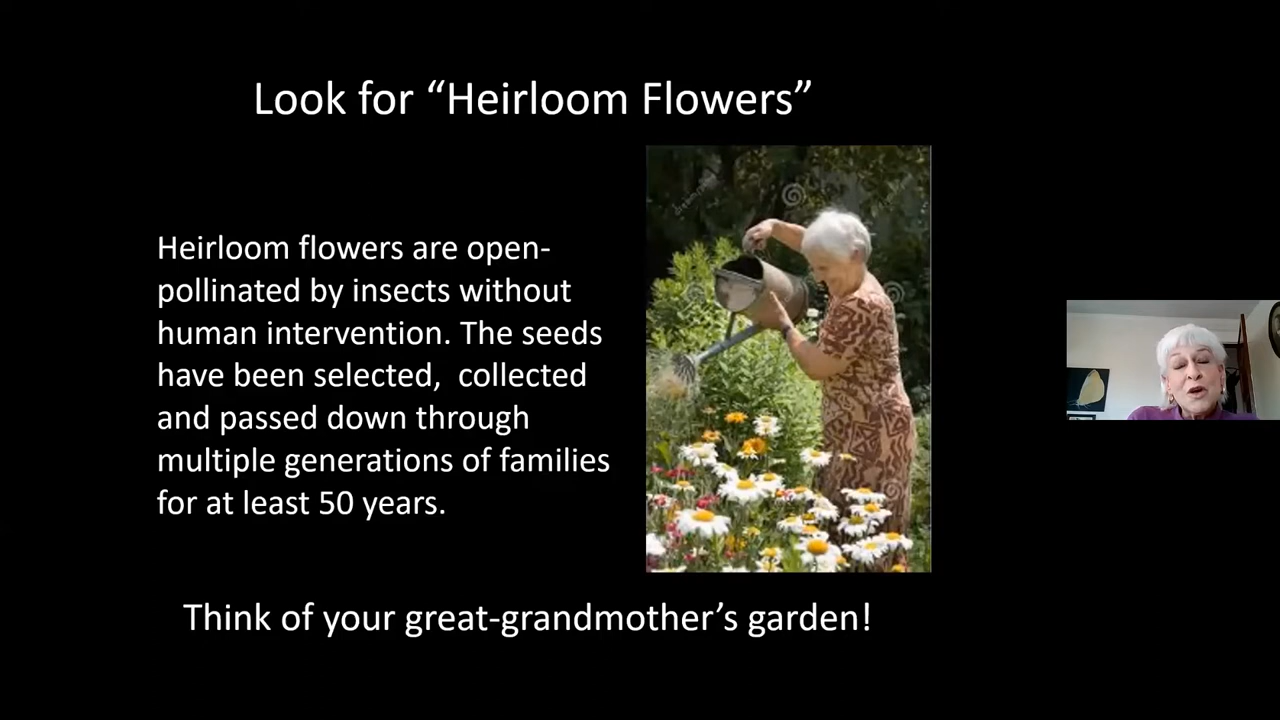 Look for “Heirloom Flowers”
Heirloom flowers are open-
pollinated by insects without
human intervention. The seeds
have been selected,  collected
and passed down through
multiple generations of families
for at least 50 years.
Think of your great-grandmother’s garden!